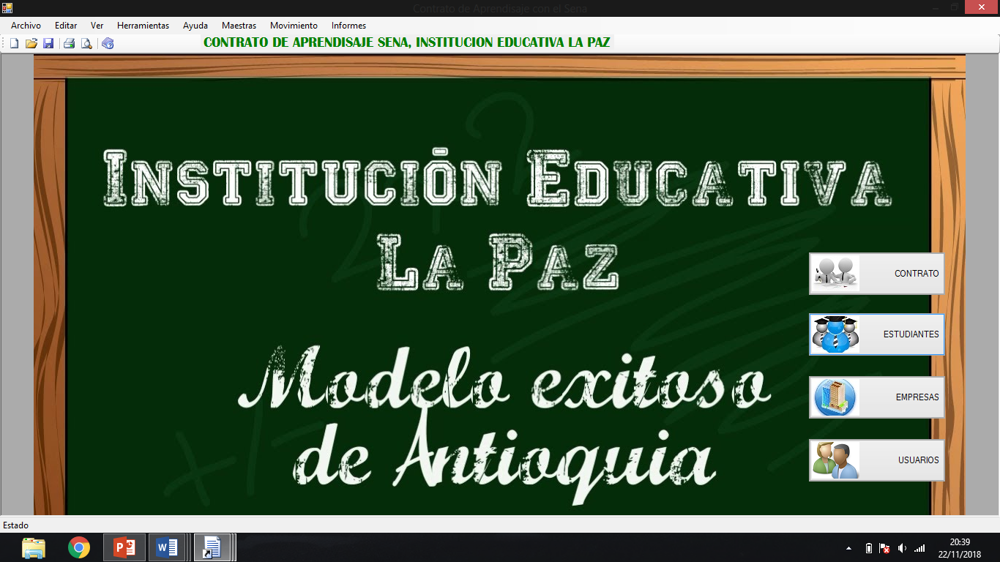 Contrato de Aprendisaje con el Sena
Archivo Editar Ver Herramientas Ayuda Maestras Movimiento Informes
CONTRATO DE APRENDISAJE SENA, INSTITUCION EDUCATIVA LA PAZ
Institución Educativa
La Paz
Modelo exitoso
de Antioquia
CONTRATO
ESTUDIANTES
EMPRESAS
USUARIOS
Estado
20:39
22/11/2018